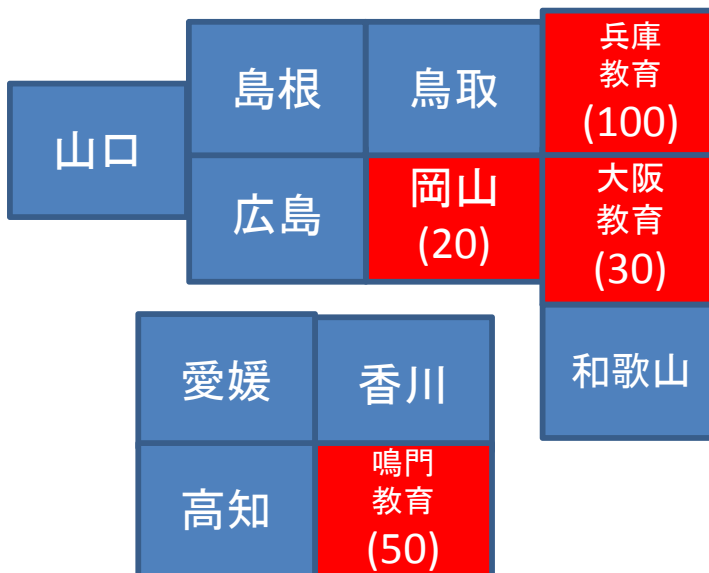 兵庫
教育
(100)
島根
鳥取
山口
広島
岡山
(20)
大阪
教育
(30)
愛媛
香川
和歌山
高知
鳴門
教育
(50)